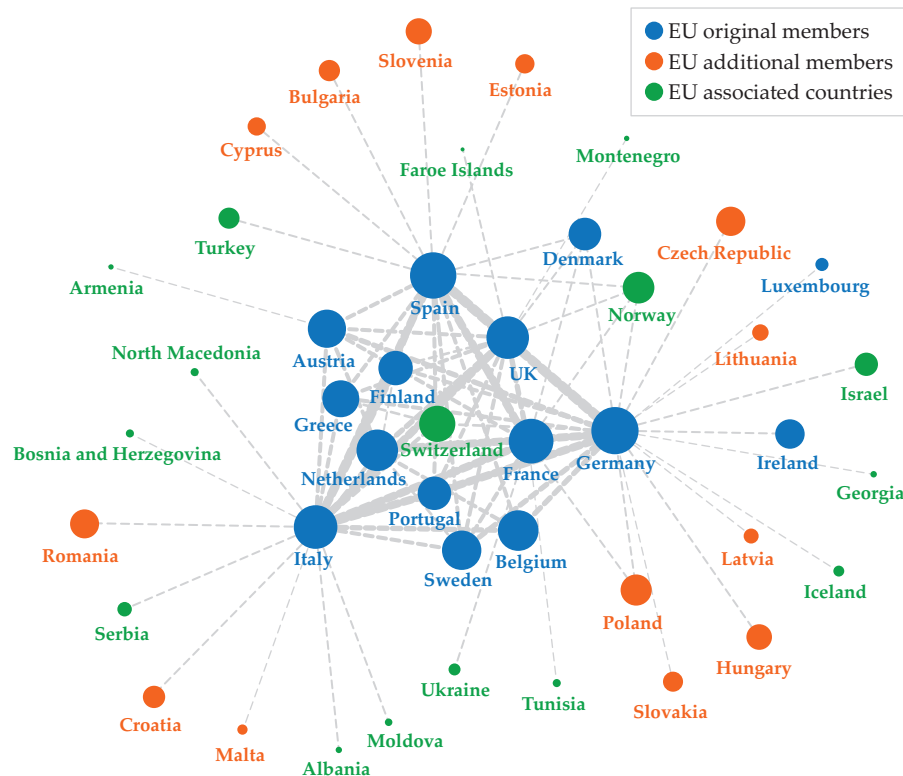 EU original members
EU additional members
EU associated countries
Slovenia
Estonia
Bulgaria
Cyprus
Faroe Islands
Montenegro
Turkey
Denmark
Czech Republic
Armenia
Luxembourg
Spain
Norway
North Macedonia
Austria
UK
Lithuania
Finland
Israel
Greece
Bosnia and Herzegovina
Switzerland
Netherlands
France
Germany
Ireland
Georgia
Portugal
Romania
Italy
Sweden
Belgium
Latvia
Iceland
Serbia
Poland
Hungary
Ukraine
Tunisia
Slovakia
Croatia
Malta
Moldova
Albania